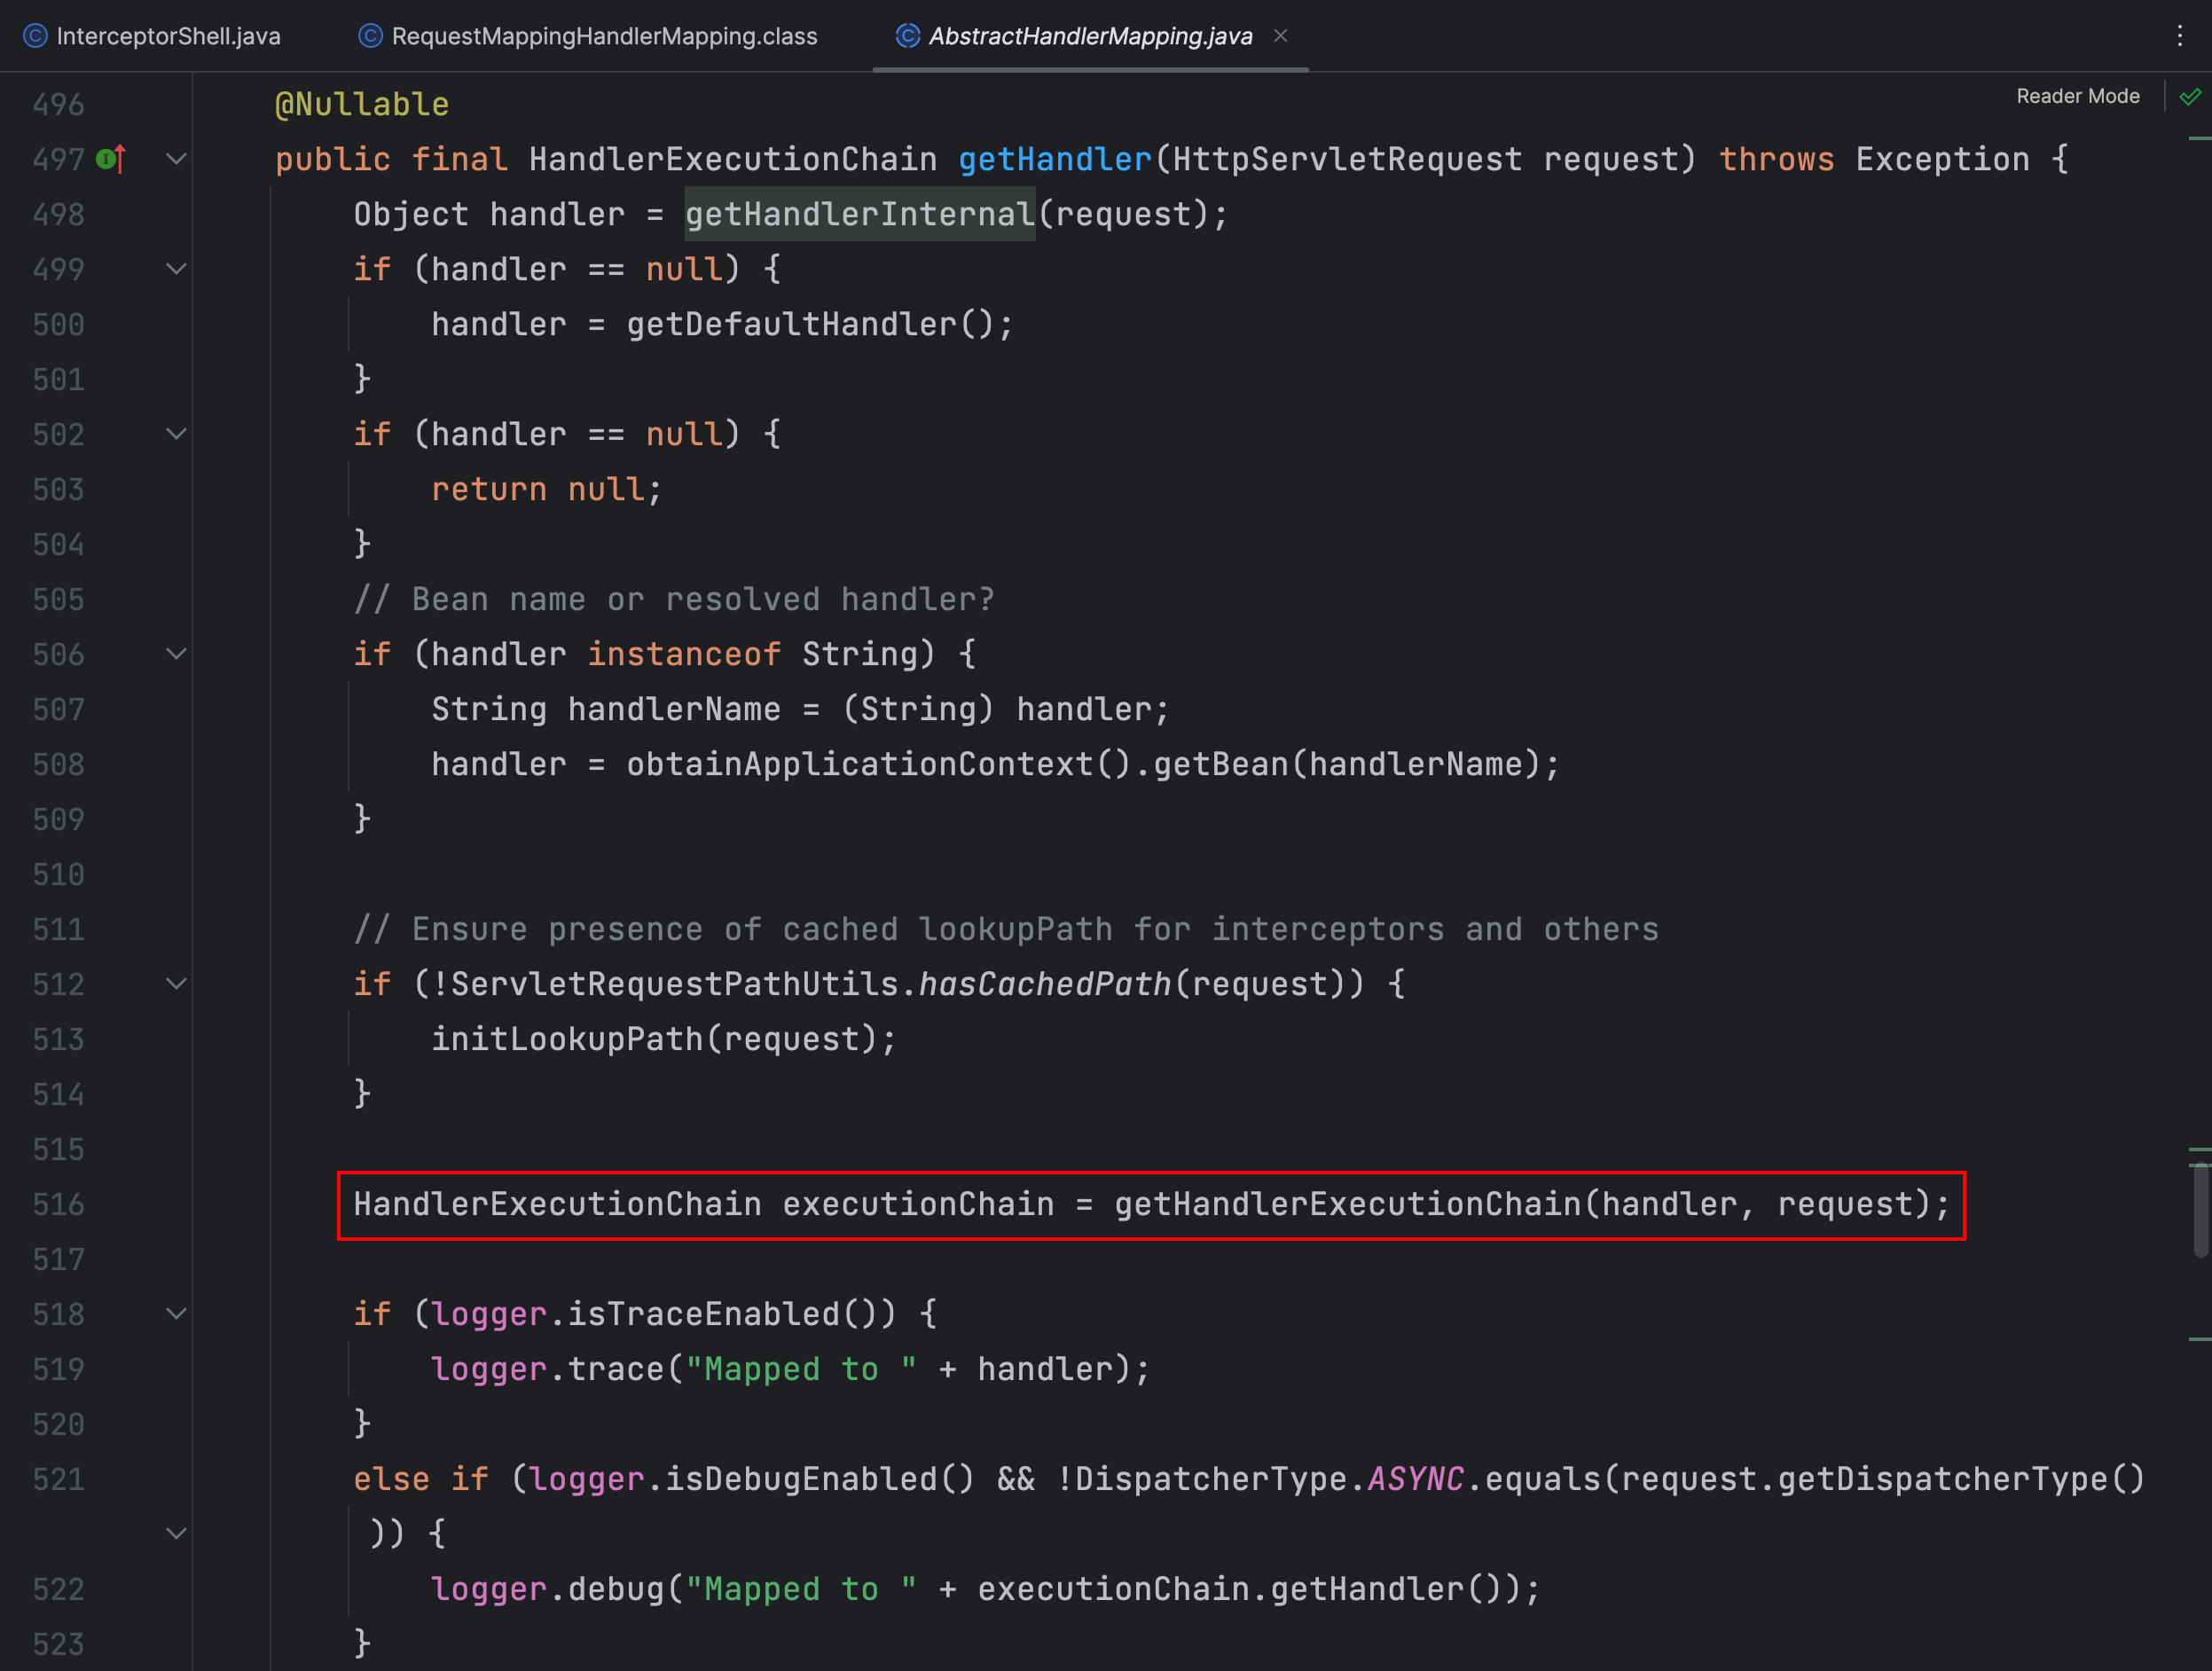 InterceptorShell.java RequestMappingHandlerMapping.class AbstractHandlerMapping.java
Reader Mode
496 @Nullable
497 public final HandlerExecutionChain getHandler(HttpServletRequest request) throws Exception {
498 Object handler = getHandlerInternal(request);
499 if (handler == null) {
500 handler = getDefaultHandler();
501 }
502 if (handler == null) {
503 return null;
504 }
505 // Bean name or resolved handler?
506 if (handler instanceof String) {
507 String handlerName = (String) handler;
508 handler = obtainApplicationContext().getBean(handlerName);
509 }
510
511 // Ensure presence of cached lookupPath for interceptors and others
512 if (!ServletRequestPathUtils.hasCachedPath(request)) {
513 initLookupPath(request);
514 }
515
516 HandlerExecutionChain executionChain = getHandlerExecutionChain(handler, request);
517
518 if (logger.isTraceEnabled()) {
519 logger.trace("Mapped to " + handler);
520 }
521 else if (logger.isDebugEnabled() && !DispatcherType.ASYNC.equals(request.getDispatcherType()
)) {
522 logger.debug("Mapped to " + executionChain.getHandler());
523 }